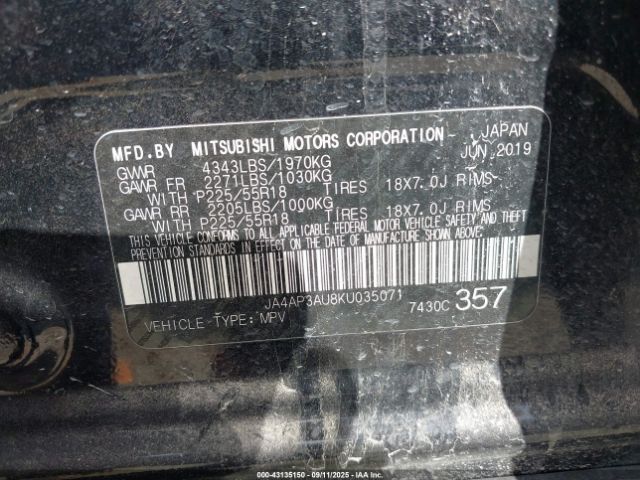 MFD.BY MITSUBISHI MOTORS CORPORATION, JAPAN
GVWR 4343LBS/1970KG JUN 2019
GAWR FR 2271LBS/1030KG
WITH P225/55R18 TIRES 18X7.0J RIMS
GAWR RR 2205LBS/1000KG
WITH P225/55R18 TIRES 18X7.0J RIMS
THIS VEHICLE CONFORMS TO ALL APPLICABLE FEDERAL MOTOR VEHICLE SAFETY AND THEFT
PREVENTION STANDARDS IN EFFECT ON THE DATE OF MANUFACTURE SHOWN ABOVE.
JA4AP3AU8KU035071
VEHICLE-TYPE: MPV 7430C 357
000-43135150 - 09/11/2025 - IAA Inc.